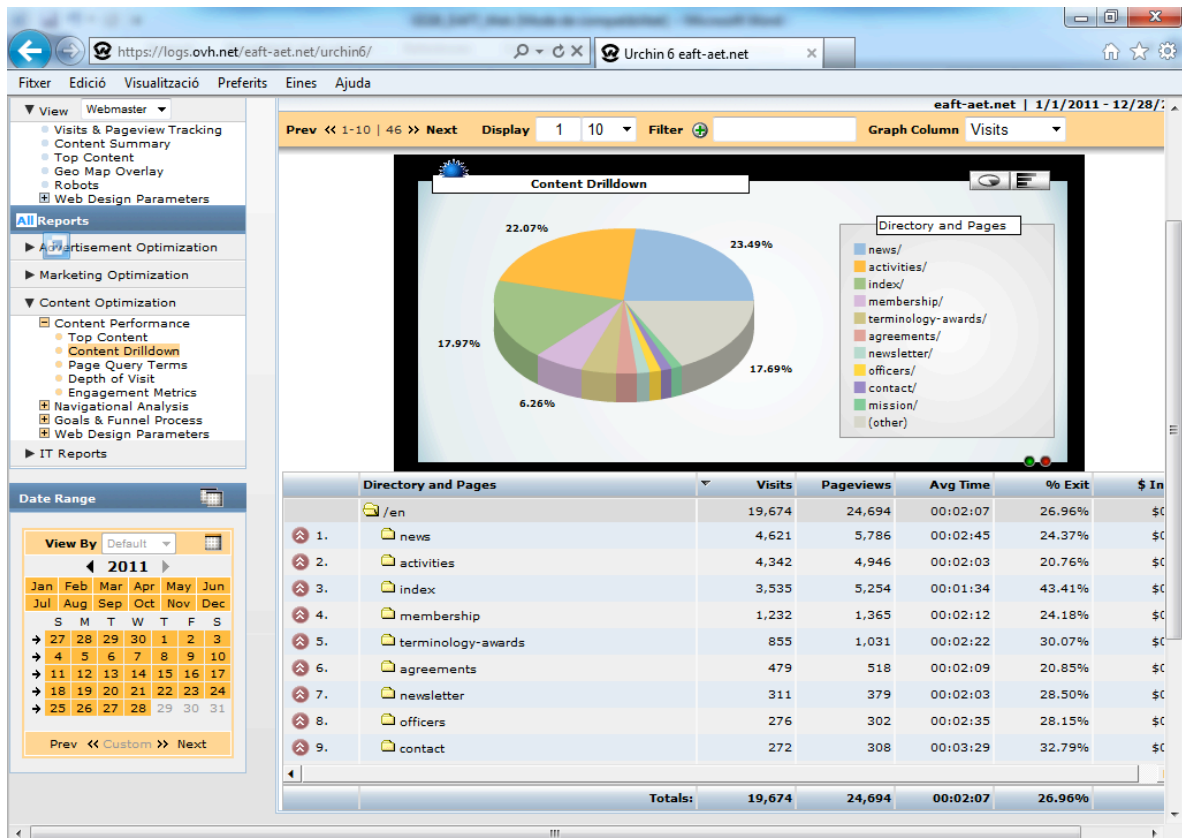 https://logs.ovh.net/eaft-aet.net/urchin6/
Urchin 6 eaft-aet.net
Fitxer Edició Visualització Preferits Eines Ajuda
View Webmaster
Visits & Pageview Tracking
Content Summary
Top Content
Geo Map Overlay
Robots
Web Design Parameters
All Reports
Advertisement Optimization
Marketing Optimization
Content Optimization
Content Performance
Top Content
Content Drilldown
Page Query Terms
Depth of Visit
Engagement Metrics
Navigational Analysis
Goals & Funnel Process
Web Design Parameters
IT Reports
Date Range
View By Default
2011
Jan Feb Mar Apr May Jun
Jul Aug Sep Oct Nov Dec
S M T W T F S
27 28 29 30 1 2 3
4 5 6 7 8 9 10
11 12 13 14 15 16 17
18 19 20 21 22 23 24
25 26 27 28 29 30 31
Prev « Custom » Next
eaft-aet.net | 1/1/2011 - 12/28/
Prev « 1-10 | 46 » Next Display 1 10 Filter Graph Column Visits
Content Drilldown
22.07%
23.49%
17.97%
17.69%
6.26%
Directory and Pages
news/
activities/
index/
membership/
terminology-awards/
agreements/
newsletter/
officers/
contact/
mission/
(other)
Directory and Pages Visits Pageviews Avg Time % Exit $ In
/en 19,674 24,694 00:02:07 26.96% $0
1. news 4,621 5,786 00:02:45 24.37% $0
2. activities 4,342 4,946 00:02:03 20.76% $0
3. index 3,535 5,254 00:01:34 43.41% $0
4. membership 1,232 1,365 00:02:12 24.18% $0
5. terminology-awards 855 1,031 00:02:22 30.07% $0
6. agreements 479 518 00:02:09 20.85% $0
7. newsletter 311 379 00:02:03 28.50% $0
8. officers 276 302 00:02:35 28.15% $0
9. contact 272 308 00:03:29 32.79% $0
Totals: 19,674 24,694 00:02:07 26.96%